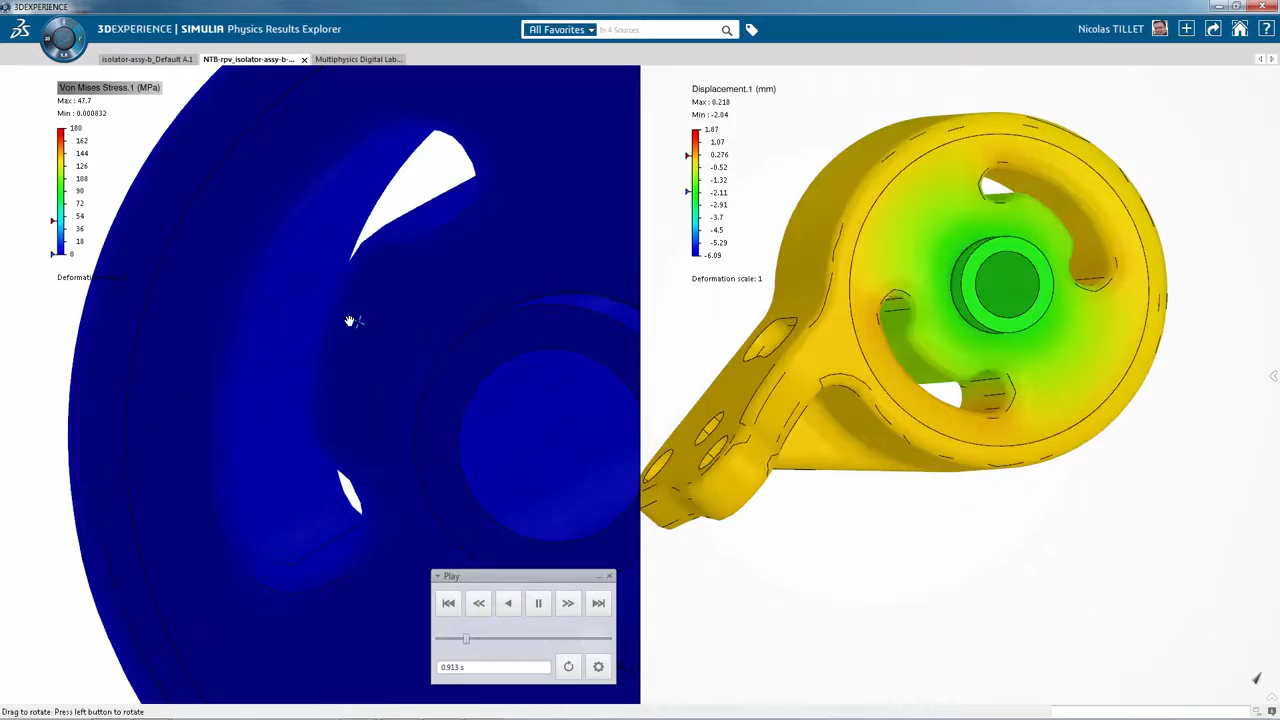 3DEXPERIENCE
3DEXPERIENCE | SIMULIA Physics Results Explorer
All Favorites
In 4 Sources
Nicolas TILLET
isolator-assy-b_Default A.1
NTB-rpv_isolator-assy-b-...
Multiphysics Digital Lab...
Von Mises Stress.1 (MPa)
Max : 47.7
Min : 0.000832
180
162
144
126
108
90
72
54
36
18
0
Deformation
Displacement.1 (mm)
Max : 0.218
Min : -2.04
1.87
1.07
0.276
-0.52
-1.32
-2.11
-2.91
-3.7
-4.5
-5.29
-6.09
Deformation scale: 1
Play
0.913 s
Drag to rotate. Press left button to rotate